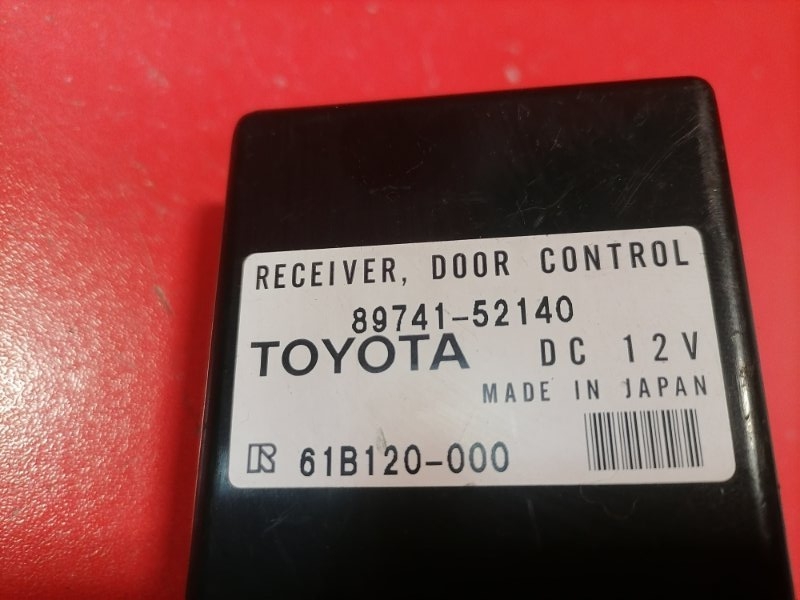 RECEIVER, DOOR CONTROL
89741-52140
TOYOTA DC 12V
MADE IN JAPAN
61B120-000